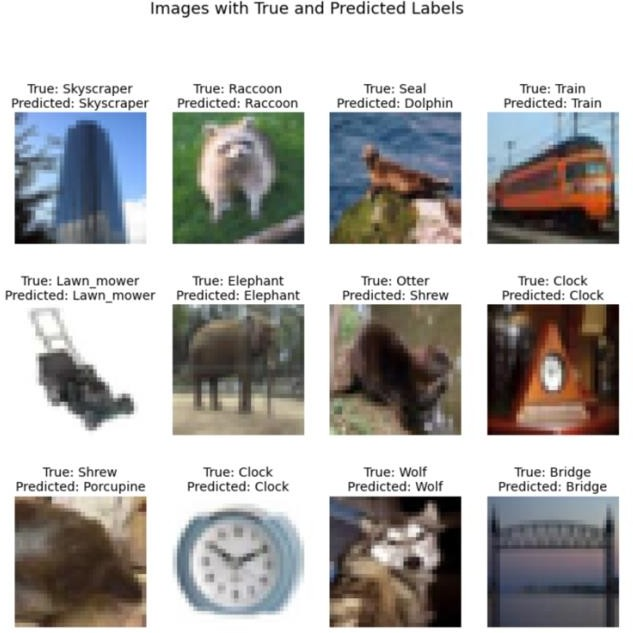 Images with True and Predicted Labels
True: Skyscraper
Predicted: Skyscraper
True: Raccoon
Predicted: Raccoon
True: Seal
Predicted: Dolphin
True: Train
Predicted: Train
True: Lawn_mower
Predicted: Lawn_mower
True: Elephant
Predicted: Elephant
True: Otter
Predicted: Shrew
True: Clock
Predicted: Clock
True: Shrew
Predicted: Porcupine
True: Clock
Predicted: Clock
True: Wolf
Predicted: Wolf
True: Bridge
Predicted: Bridge